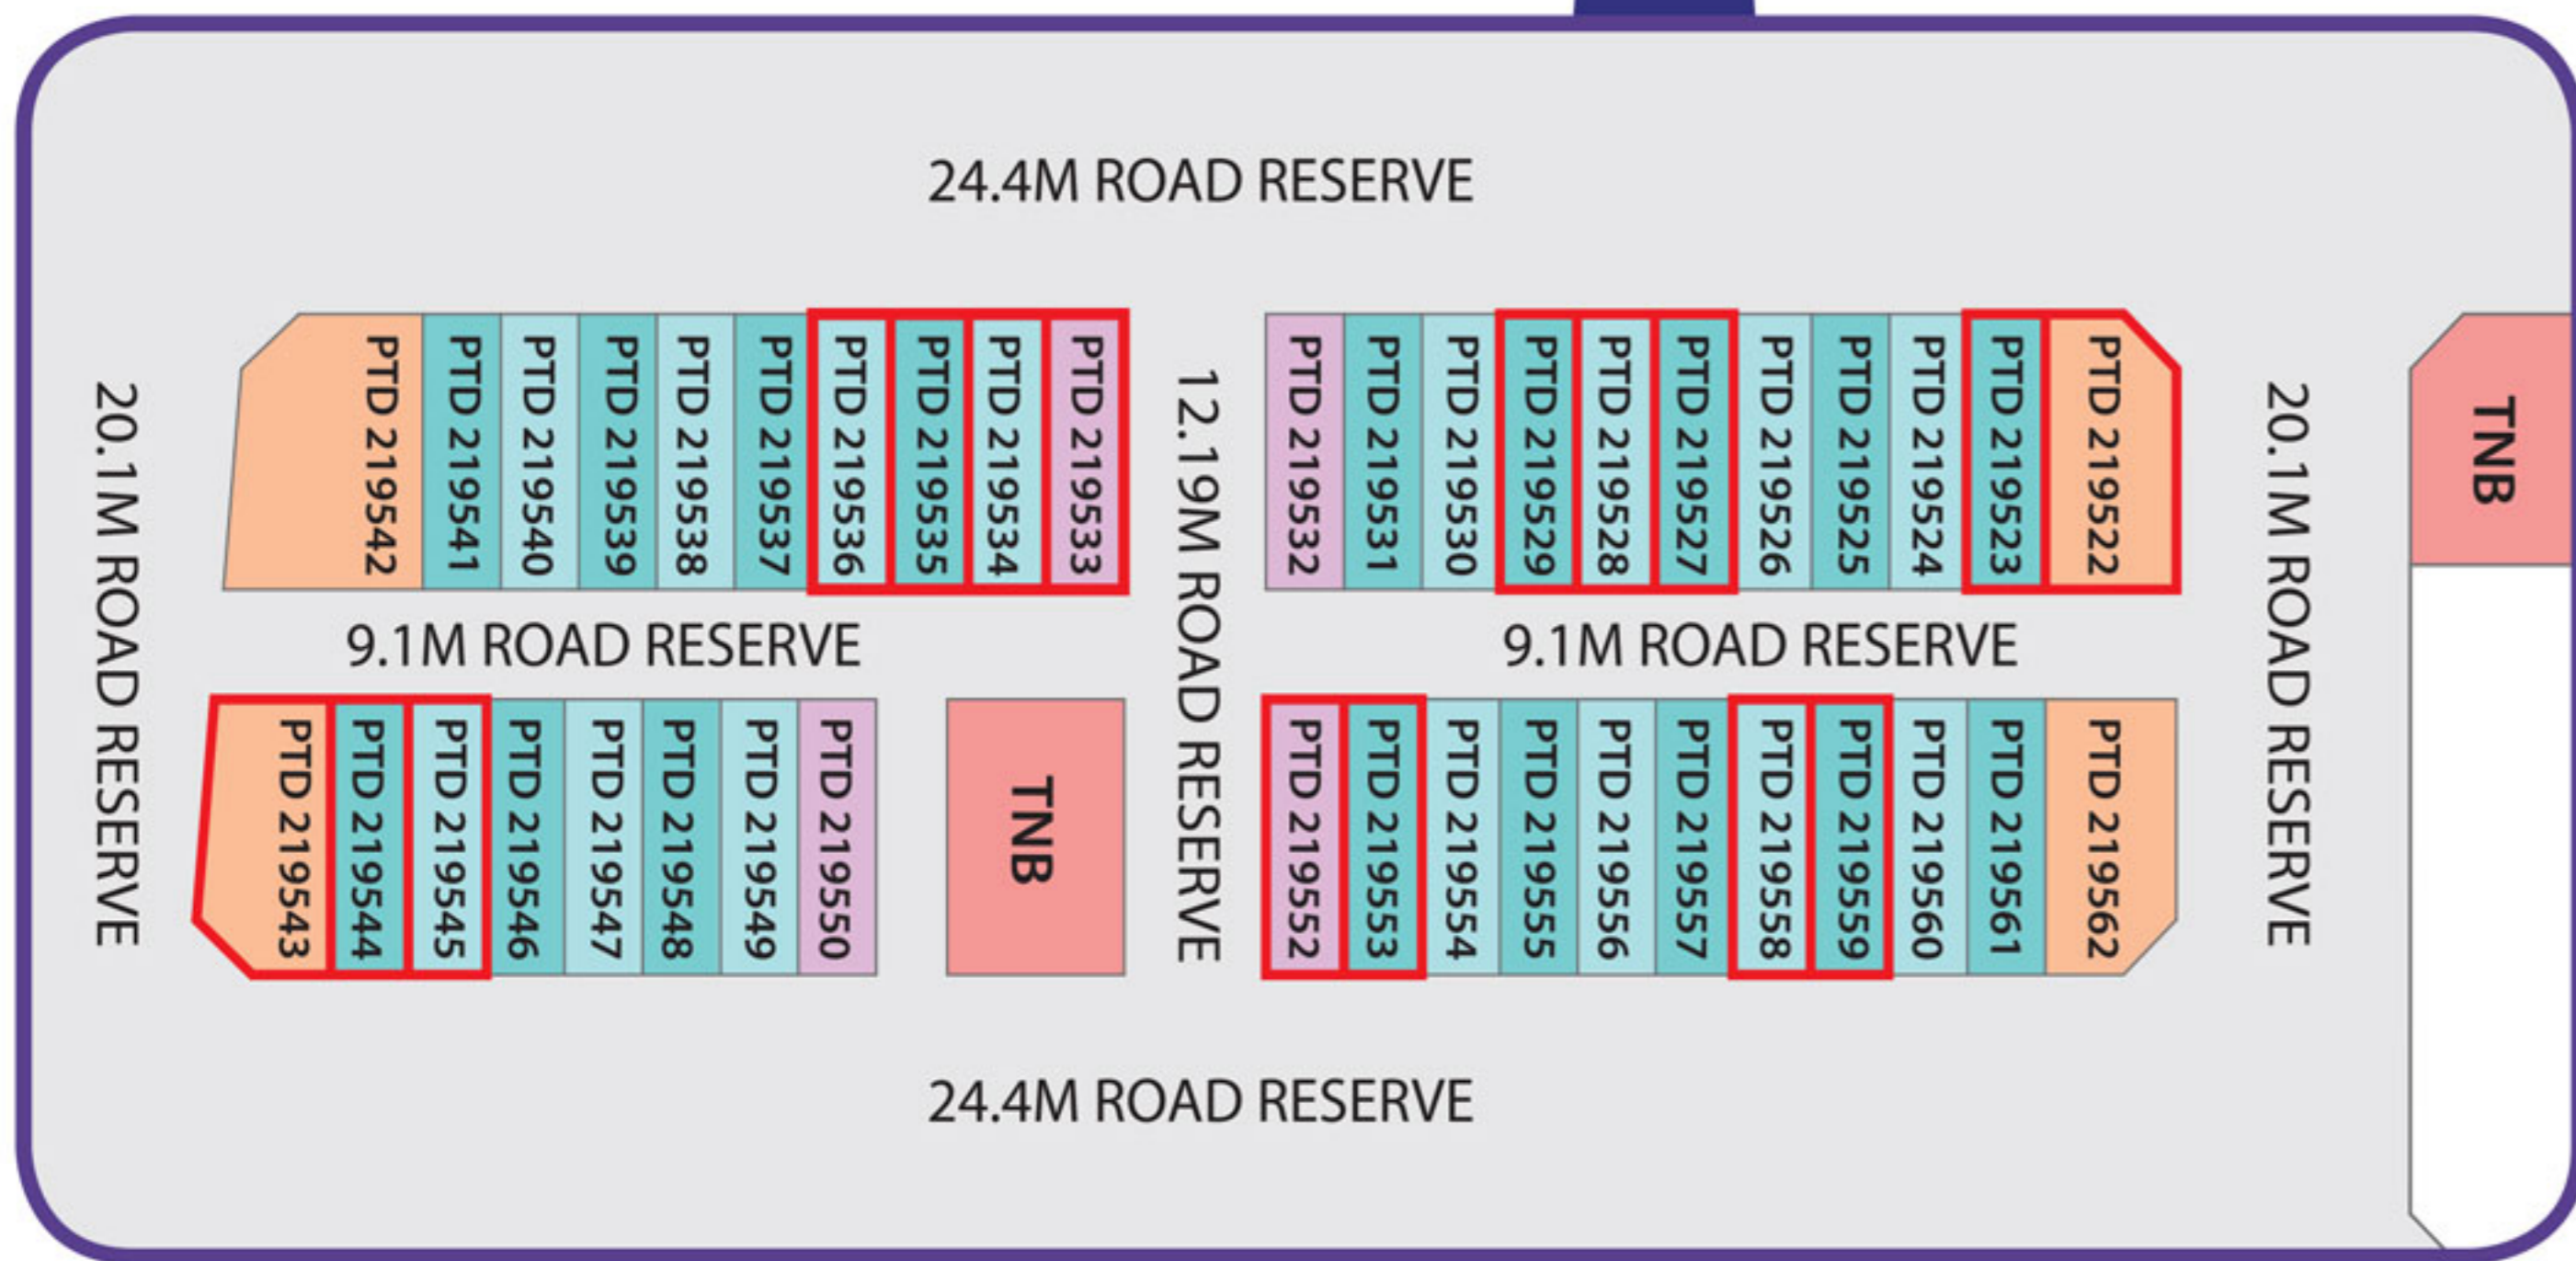 24.4M ROAD RESERVE
20.1M ROAD RESERVE
PTD 219542
PTD 219541
PTD 219540
PTD 219539
PTD 219538
PTD 219537
PTD 219536
PTD 219535
PTD 219534
PTD 219533
12.19M ROAD RESERVE
PTD 219532
PTD 219531
PTD 219530
PTD 219529
PTD 219528
PTD 219527
PTD 219526
PTD 219525
PTD 219524
PTD 219523
PTD 219522
20.1M ROAD RESERVE
TNB
9.1M ROAD RESERVE
9.1M ROAD RESERVE
PTD 219543
PTD 219544
PTD 219545
PTD 219546
PTD 219547
PTD 219548
PTD 219549
PTD 219550
TNB
PTD 219552
PTD 219553
PTD 219554
PTD 219555
PTD 219556
PTD 219557
PTD 219558
PTD 219559
PTD 219560
PTD 219561
PTD 219562
24.4M ROAD RESERVE